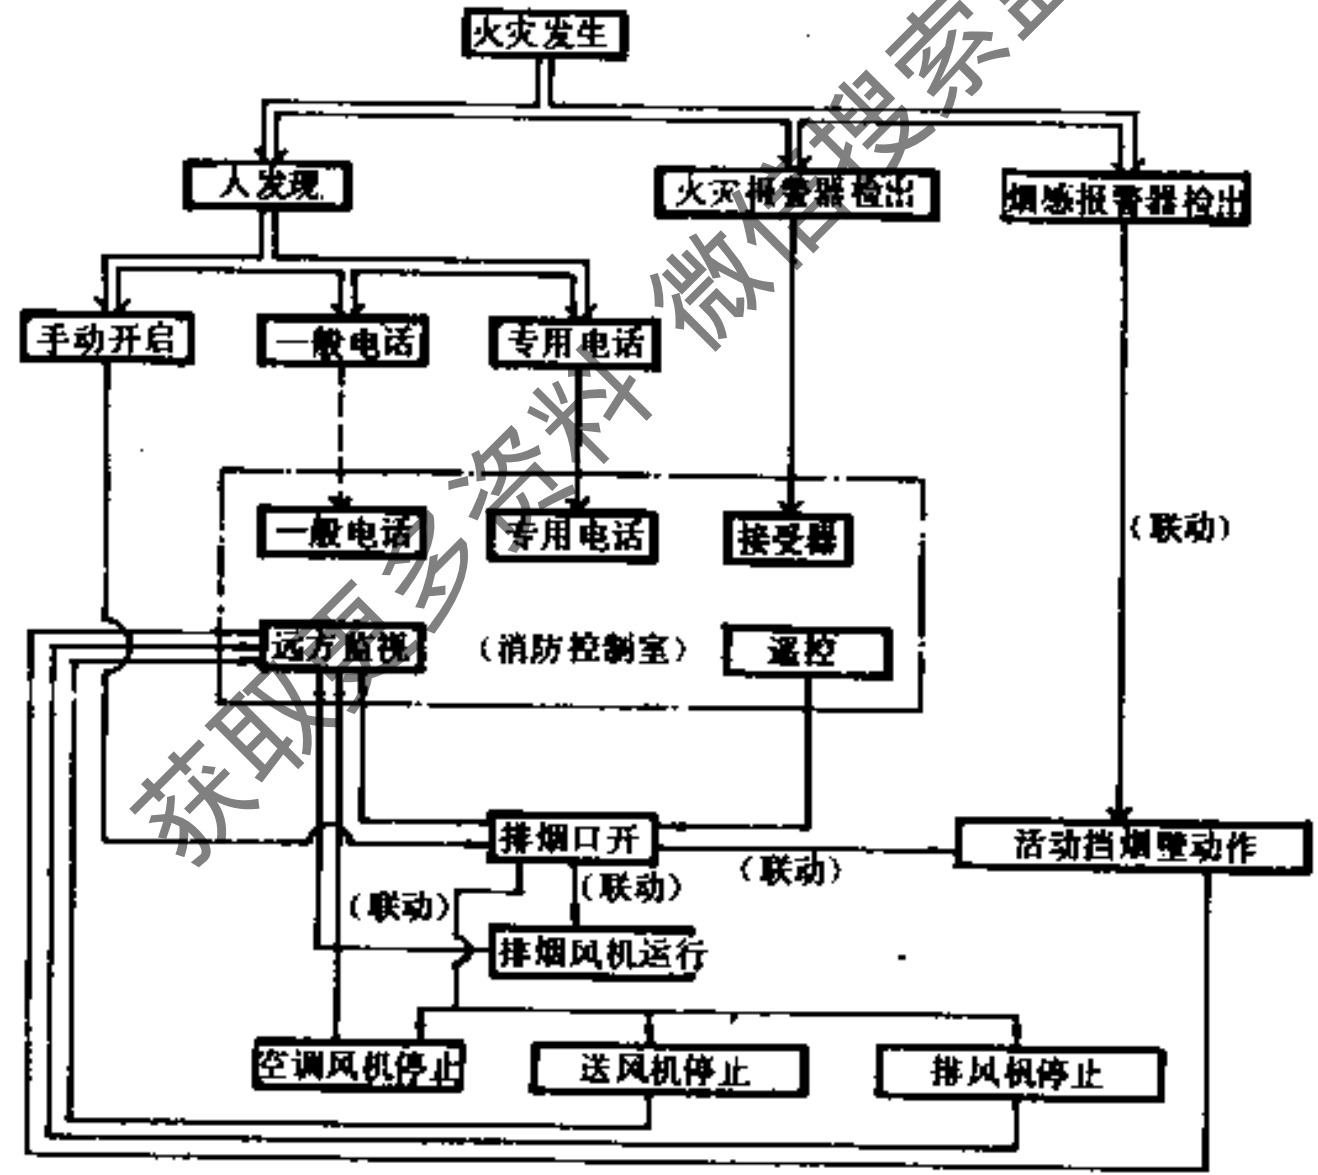 火灾发生
人发现
火灾报警器检出
烟感报警器检出
手动开启
一般电话
专用电话
一般电话
专用电话
接受器
(联动)
远方监视
(消防控制室)
遥控
排烟口开
活动挡烟壁动作
(联动)
(联动)
(联动)
排烟风机运行
空调风机停止
送风机停止
排风机停止
获取更多资料 微信搜索